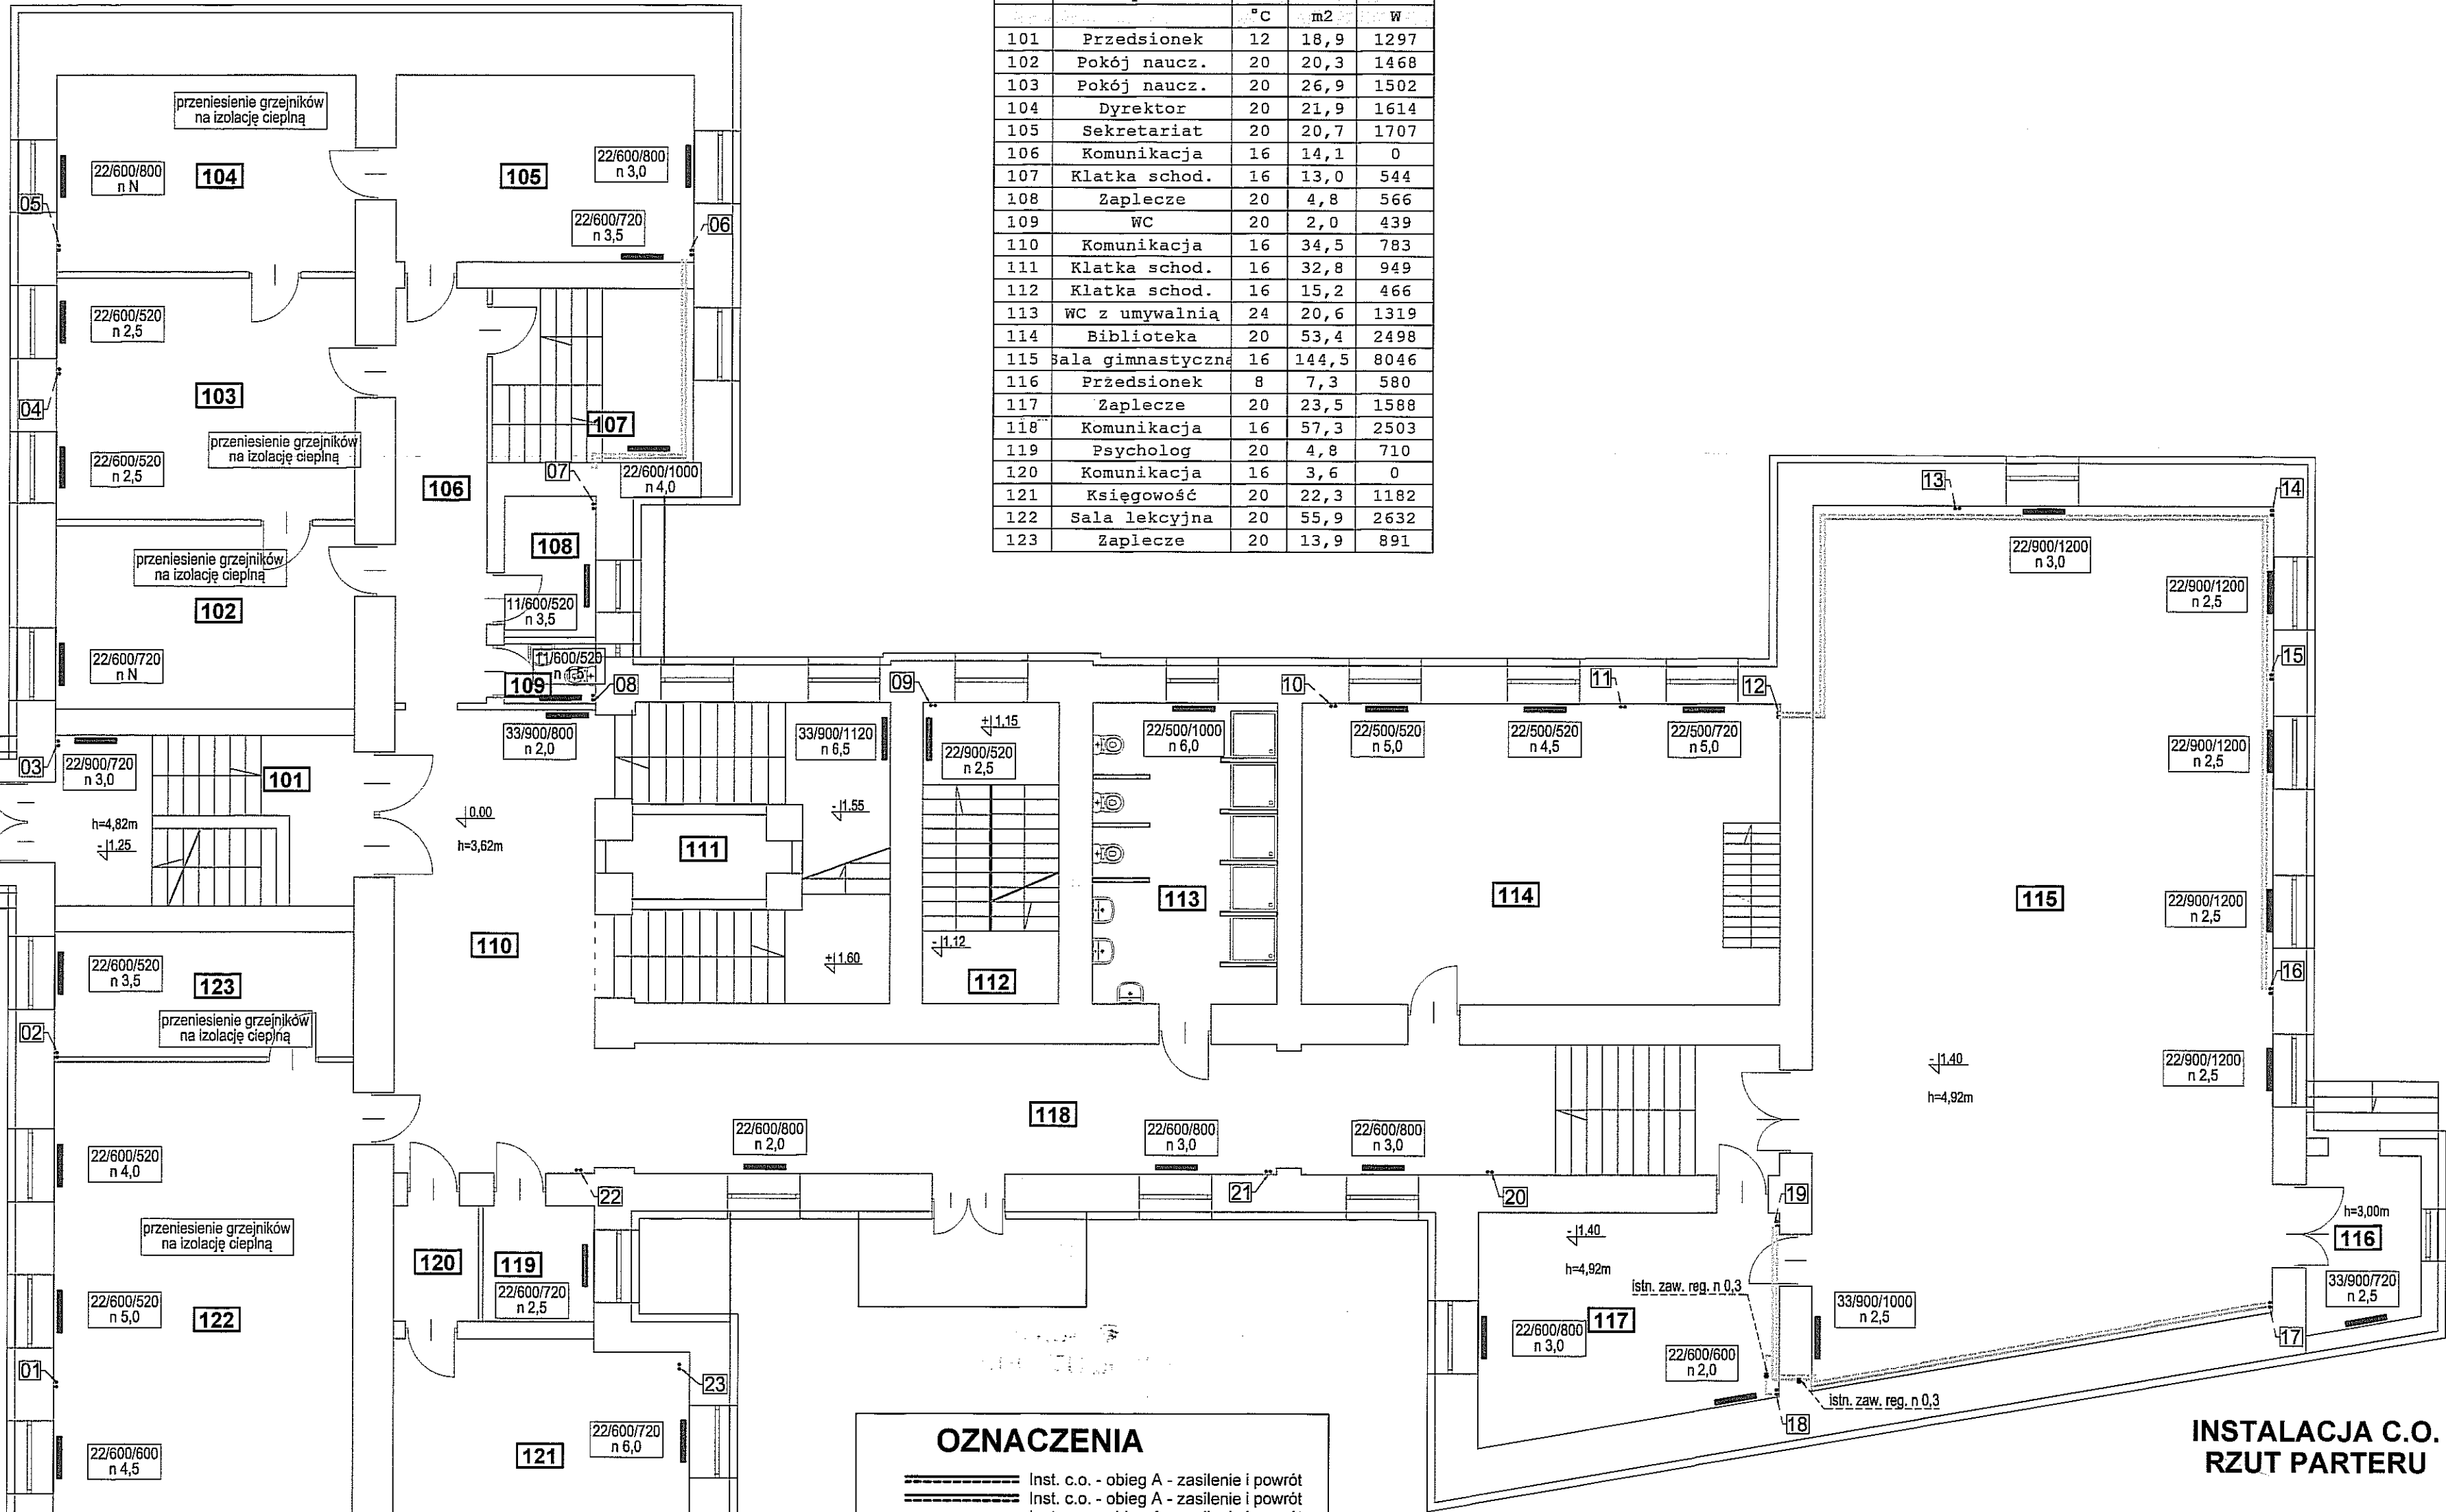 °C m2 W
101 Przedsionek 12 18,9 1297
102 Pokój naucz. 20 20,3 1468
103 Pokój naucz. 20 26,9 1502
104 Dyrektor 20 21,9 1614
105 Sekretariat 20 20,7 1707
106 Komunikacja 16 14,1 0
107 Klatka schod. 16 13,0 544
108 Zaplecze 20 4,8 566
109 WC 20 2,0 439
110 Komunikacja 16 34,5 783
111 Klatka schod. 16 32,8 949
112 Klatka schod. 16 15,2 466
113 WC z umywalnią 24 20,6 1319
114 Biblioteka 20 53,4 2498
115 Sala gimnastyczna 16 144,5 8046
116 Przedsionek 8 7,3 580
117 Zaplecze 20 23,5 1588
118 Komunikacja 16 57,3 2503
119 Psycholog 20 4,8 710
120 Komunikacja 16 3,6 0
121 Księgowość 20 22,3 1182
122 Sala lekcyjna 20 55,9 2632
123 Zaplecze 20 13,9 891
przeniesienie grzejników
na izolację cieplną
22/600/800
n N
104
05
105
22/600/800
n 3,0
22/600/720
n 3,5
06
22/600/520
n 2,5
103
04
przeniesienie grzejników
na izolację cieplną
22/600/520
n 2,5
107
07
22/600/1000
n 4,0
106
przeniesienie grzejników
na izolację cieplną
102
22/600/720
n N
108
11/600/520
n 3,5
11/600/520
109
08
03
22/900/720
n 3,0
101
h=4,82m
-1.25
33/900/800
n 2,0
0.00
h=3,62m
33/900/1120
n 6,5
-1.55
111
+1.60
110
09
+1,15
22/900/520
n 2,5
-1,12
112
22/500/1000
n 6,0
113
10
22/500/520
n 5,0
22/500/520
n 4,5
11
22/500/720
n 5,0
12
114
13
14
22/900/1200
n 3,0
22/900/1200
n 2,5
15
22/900/1200
n 2,5
115
22/900/1200
n 2,5
16
22/900/1200
n 2,5
-1,40
h=4,92m
22/600/520
n 3,5
123
przeniesienie grzejników
na izolację cieplną
02
22/600/520
n 4,0
przeniesienie grzejników
na izolację cieplną
22/600/520
n 5,0
122
01
22/600/600
n 4,5
118
22/600/800
n 2,0
22/600/800
n 3,0
22/600/800
n 3,0
22
21
20
19
120
119
22/600/720
n 2,5
23
22/600/720
n 6,0
121
-1,40
h=4,92m
istn. zaw. reg. n 0,3
117
22/600/800
n 3,0
22/600/600
n 2,0
33/900/1000
n 2,5
istn. zaw. reg. n 0,3
18
h=3,00m
116
33/900/720
n 2,5
17
OZNACZENIA
Inst. c.o. - obieg A - zasilenie i powrót
Inst. c.o. - obieg A - zasilenie i powrót
INSTALACJA C.O.
RZUT PARTERU